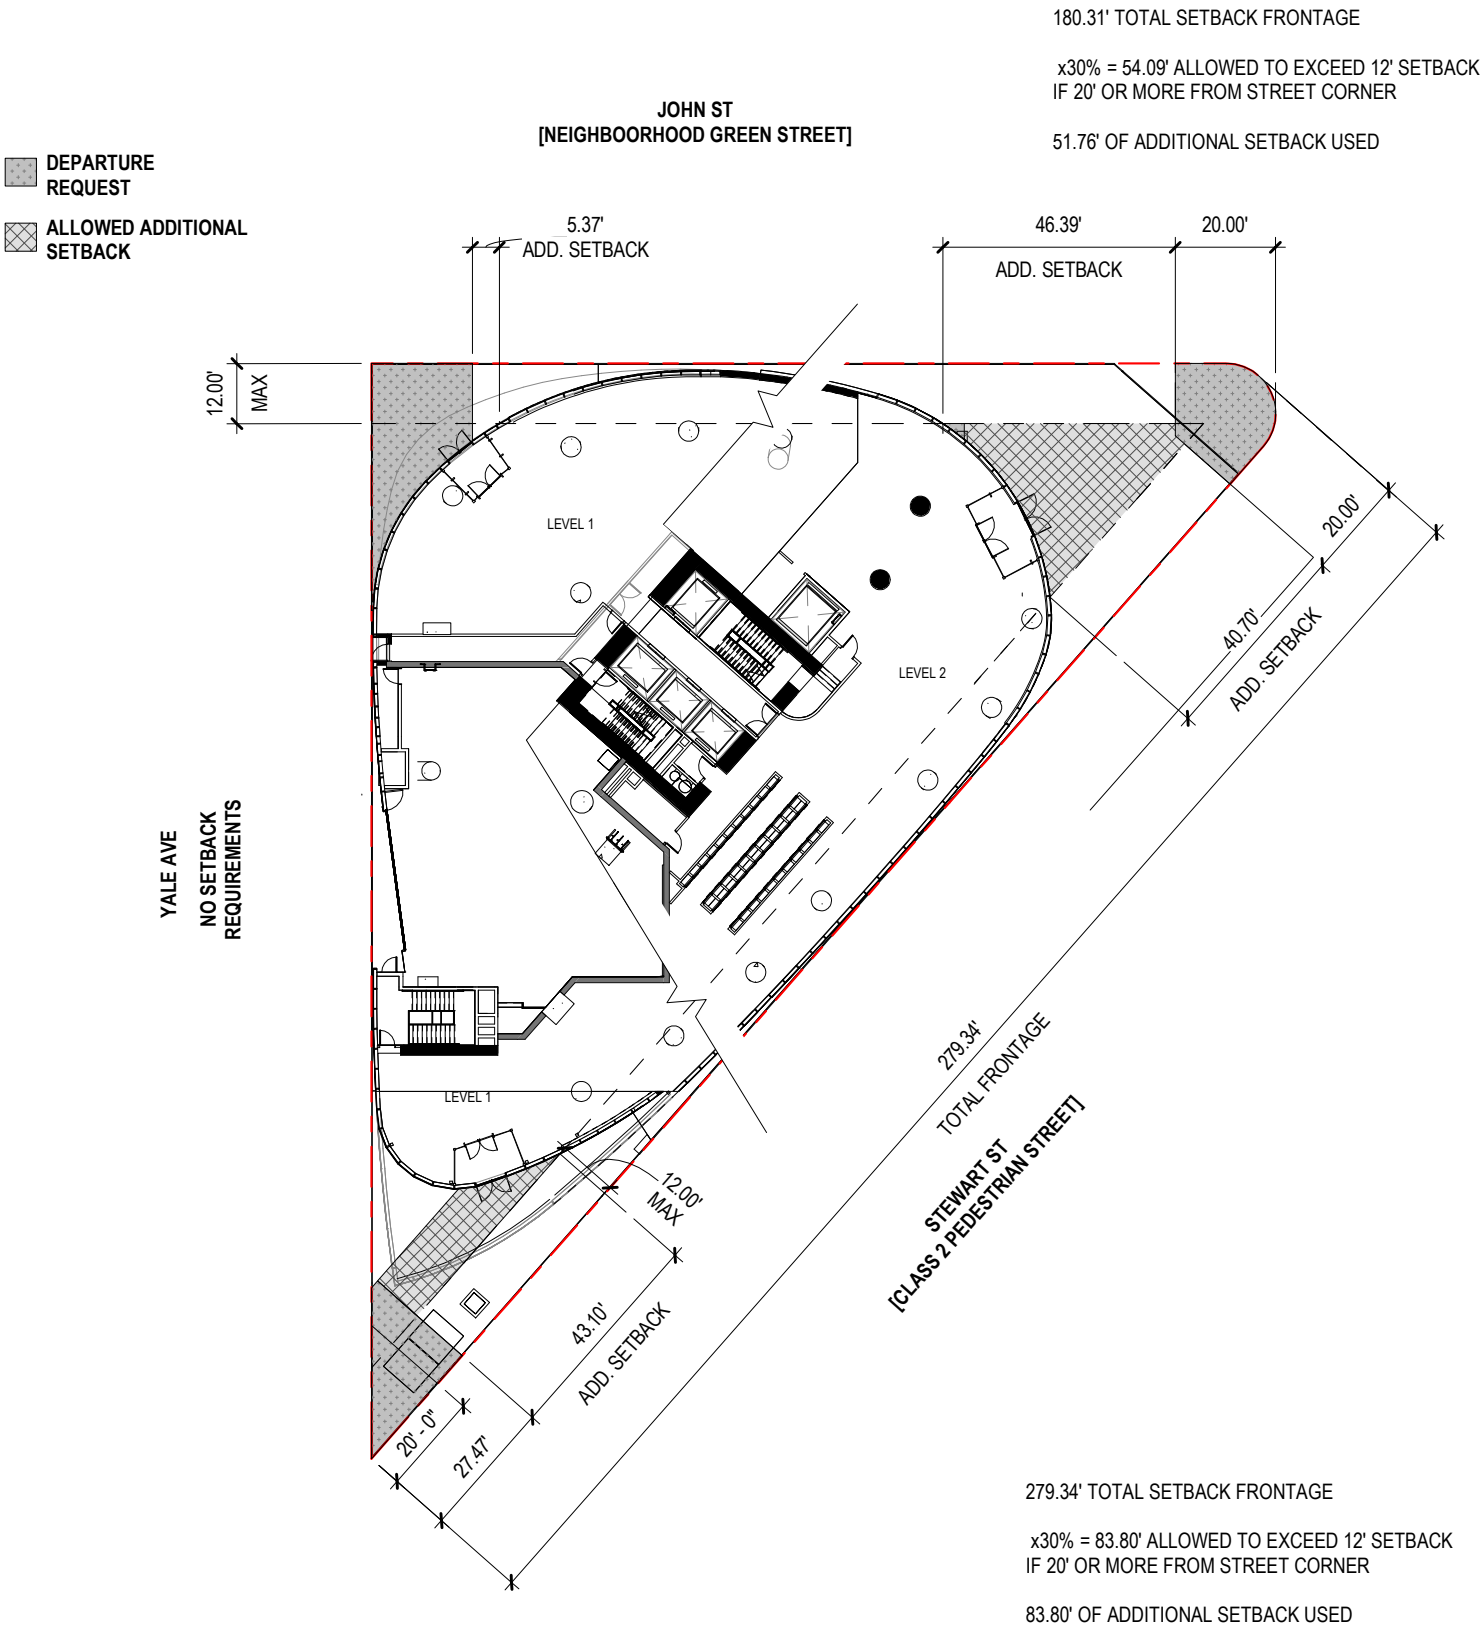 180.31' TOTAL SETBACK FRONTAGE
x30% = 54.09' ALLOWED TO EXCEED 12' SETBACK
IF 20' OR MORE FROM STREET CORNER
51.76' OF ADDITIONAL SETBACK USED
JOHN ST
[NEIGHBOORHOOD GREEN STREET]
DEPARTURE
REQUEST
ALLOWED ADDITIONAL
SETBACK
5.37'
ADD. SETBACK
46.39'
ADD. SETBACK
20.00'
12.00'
MAX
LEVEL 1
LEVEL 2
20.00'
40.70'
ADD. SETBACK
YALE AVE
NO SETBACK
REQUIREMENTS
279.34'
TOTAL FRONTAGE
STEWART ST
[CLASS 2 PEDESTRIAN STREET]
LEVEL 1
12.00'
MAX
43.10'
ADD. SETBACK
20' - 0"
27.47'
279.34' TOTAL SETBACK FRONTAGE
x30% = 83.80' ALLOWED TO EXCEED 12' SETBACK
IF 20' OR MORE FROM STREET CORNER
83.80' OF ADDITIONAL SETBACK USED